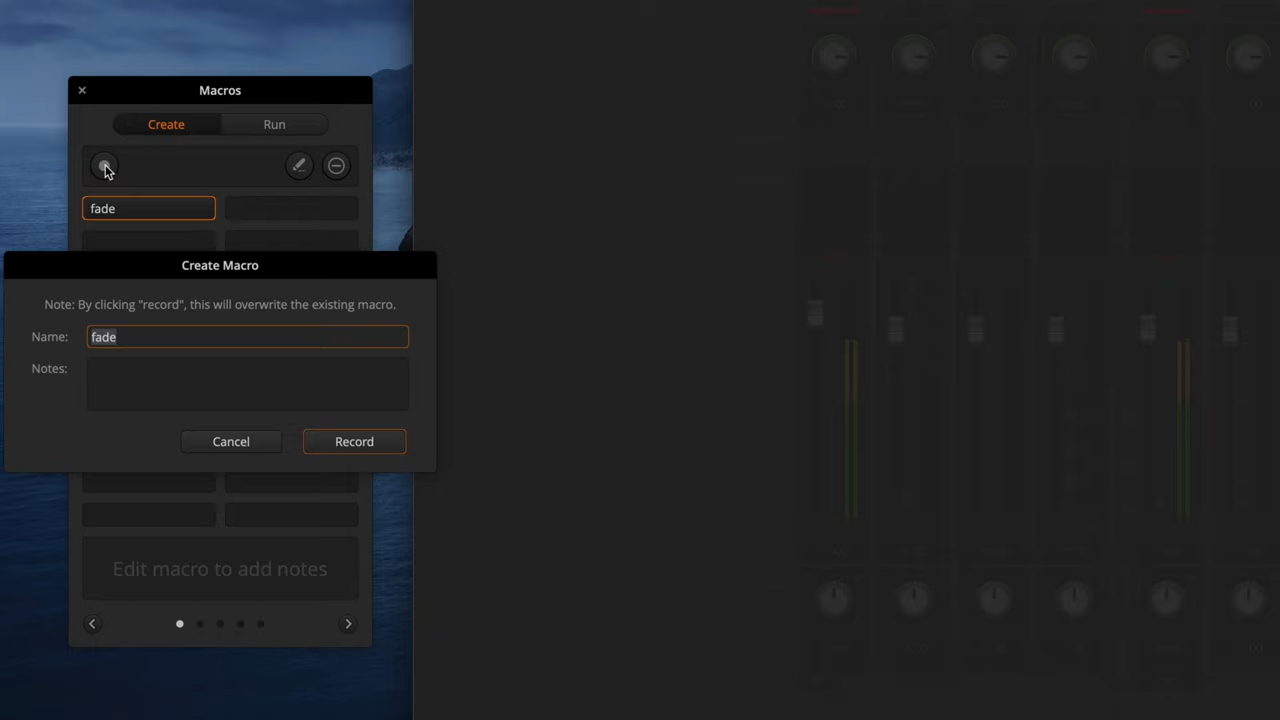 Macros
Create
Run
fade
Create Macro
Note: By clicking "record", this will overwrite the existing macro.
Name:
fade
Notes:
Cancel
Record
Edit macro to add notes